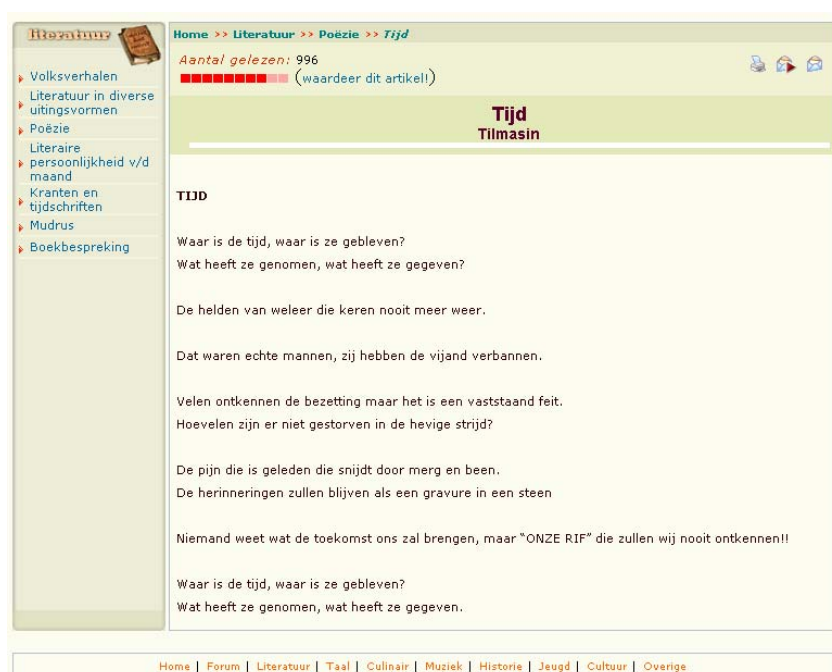 literatuur
Volksverhalen
Literatuur in diverse
uitingsvormen
Poëzie
Literaire
persoonlijkheid v/d
maand
Kranten en
tijdschriften
Mudrus
Boekbespreking
Home >> Literatuur >> Poëzie >> Tijd
Aantal gelezen: 996
(waardeer dit artikel!)
Tijd
Tilmasin
TIJD
Waar is de tijd, waar is ze gebleven?
Wat heeft ze genomen, wat heeft ze gegeven?
De helden van weleer die keren nooit meer weer.
Dat waren echte mannen, zij hebben de vijand verbannen.
Velen ontkennen de bezetting maar het is een vaststaand feit.
Hoevelen zijn er niet gestorven in de hevige strijd?
De pijn die is geleden die snijdt door merg en been.
De herinneringen zullen blijven als een gravure in een steen
Niemand weet wat de toekomst ons zal brengen, maar “ONZE RIF” die zullen wij nooit ontkennen!!
Waar is de tijd, waar is ze gebleven?
Wat heeft ze genomen, wat heeft ze gegeven.
Home | Forum | Literatuur | Taal | Culinair | Muziek | Historie | Jeugd | Cultuur | Overige